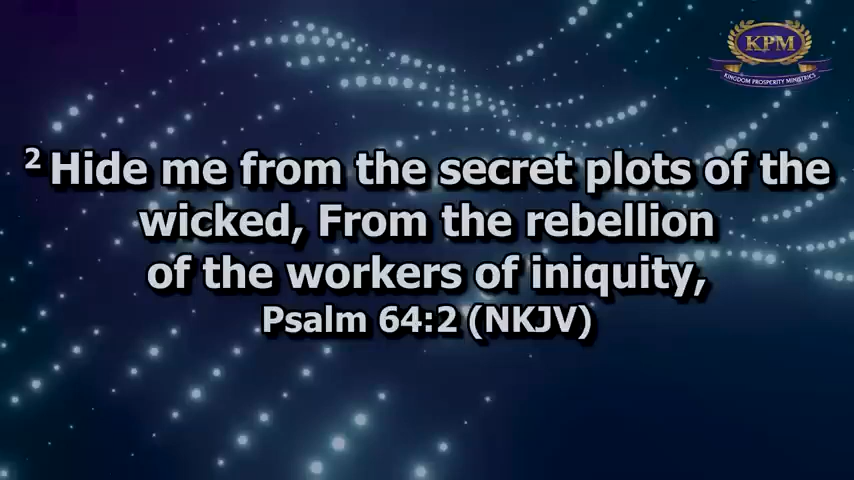 KPM
KINGDOM PROSPERITY MINISTRIES
2 Hide me from the secret plots of the
wicked, From the rebellion
of the workers of iniquity,
Psalm 64:2 (NKJV)